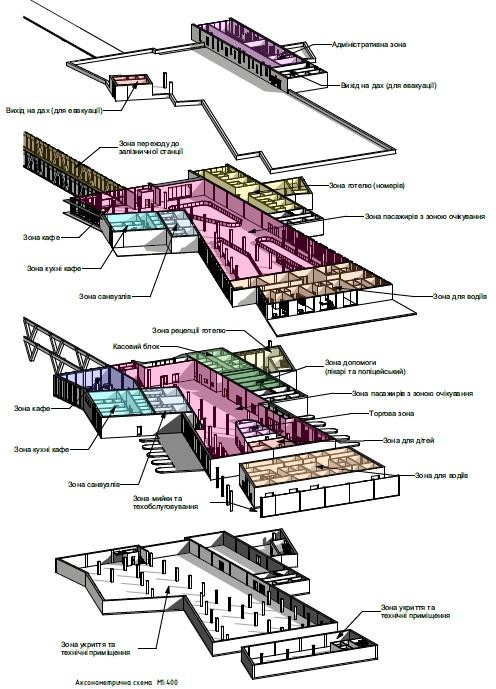 Адміністративна зона
Вихід на дах (для евакуації)
Вихід на дах (для евакуації)
Зона переходу до
залізничної станції
Зона готелю (номерів)
Зона пасажирів з зоною очікування
Зона кафе
Зона кухні кафе
Зона санвузлів
Зона для водіїв
Зона рецепції готелю
Касовий блок
Зона допомоги
(лікарі та поліцейський)
Зона пасажирів з зоною очікування
Зона кафе
Торгова зона
Зона для дітей
Зона кухні кафе
Зона для водіїв
Зона санвузлів
Зона мийки та
техобслуговування
Зона укриття та
технічні приміщення
Зона укриття та
технічні приміщення
Аксонометрична схема М1:400